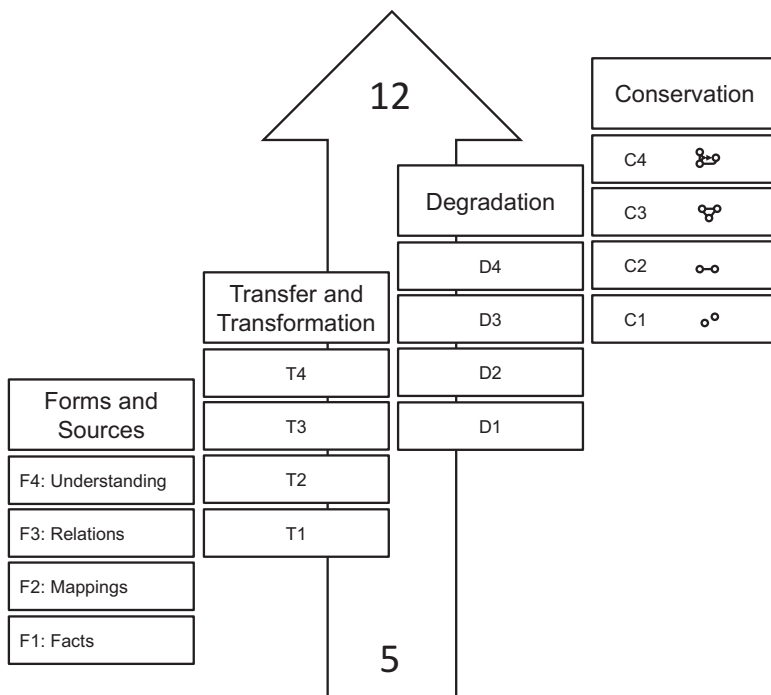 12
Conservation
C4
C3
C2
C1
Degradation
D4
D3
D2
D1
Transfer and
Transformation
T4
T3
T2
T1
Forms and
Sources
F4: Understanding
F3: Relations
F2: Mappings
F1: Facts
5